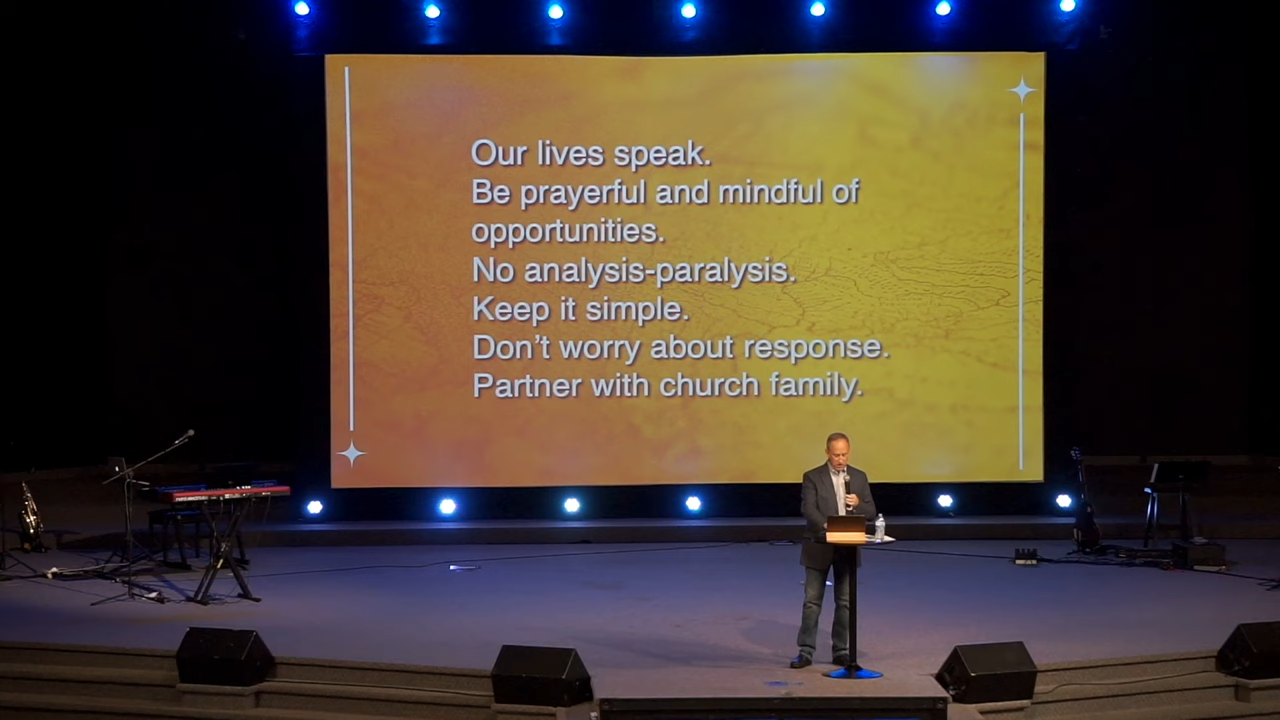 Our lives speak.
Be prayerful and mindful of
opportunities.
No analysis-paralysis.
Keep it simple.
Don’t worry about response.
Partner with church family.